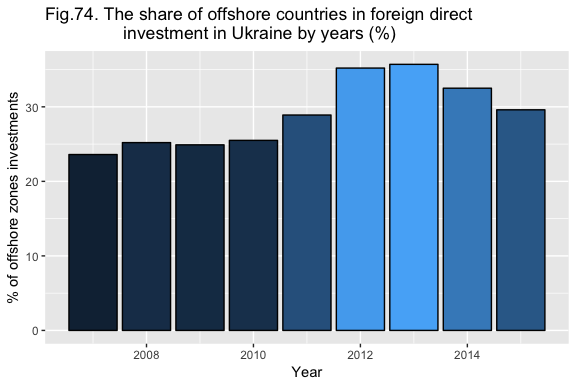 Fig.74. The share of offshore countries in foreign direct
investment in Ukraine by years (%)
% of offshore zones investments
30
20
10
0
2008 2010 2012 2014
Year